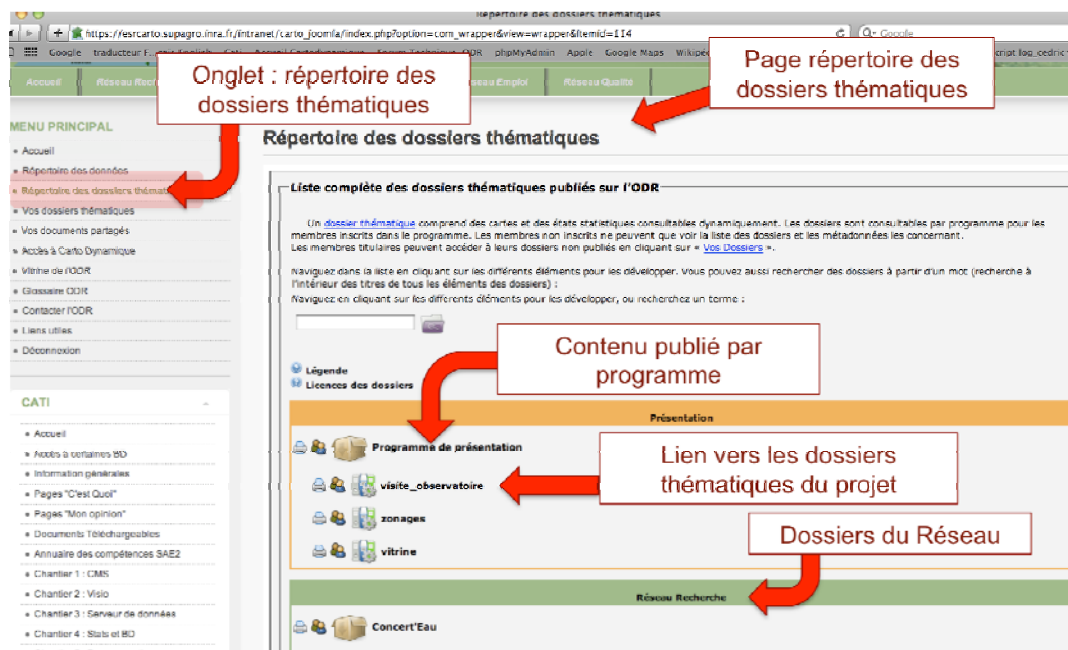 Répertoire des dossiers thématiques
https://esrcarto.supagro.inra.fr/intranet/carto_joomla/index.php?option=com_wrapper&view=wrapper&Itemid=114
Google
Google traducteur phpMyAdmin Apple Google Maps
Accueil Réseau Emploi Réseau Qualité
Onglet : répertoire des
dossiers thématiques
Page répertoire des
dossiers thématiques
MENU PRINCIPAL
Accueil
Répertoire des données
Répertoire des dossiers
Vos dossiers thématiques
Vos documents partagés
Accès à Carto Dynamique
Vitrine de l'ODR
Glossaire ODR
Contacter l'ODR
Liens utiles
Déconnexion
CATI -
Accueil
Accès à certaines BD
Information générales
Pages "C'est Quoi"
Pages "Mon opinion"
Documents Téléchargeables
Annuaire des compétences SAE2
Chantier 1 : CMS
Chantier 2 : Visio
Chantier 3 : Serveur de données
Chantier 4 : Stats et BD
Répertoire des dossiers thématiques
Liste complète des dossiers thématiques publiés sur l'ODR
Un dossier thématique comprend des cartes et des états statistiques consultables dynamiquement. Les dossiers sont consultables par programme pour les
membres inscrits dans le programme. Les membres non inscrits ne peuvent que voir la liste des dossiers et les métadonnées les concernant.
Les membres titulaires peuvent accéder à leurs dossiers non publiés en cliquant sur « Vos Dossiers ».
Naviguez dans la liste en cliquant sur les différents éléments pour les développer. Vous pouvez aussi rechercher des dossiers à partir d'un mot (recherche à
l'intérieur des titres de tous les éléments des dossiers) :
Naviguez en cliquant sur les différents éléments pour les développer, ou recherchez un terme :
Contenu publié par
programme
Légende
Licences des dossiers
Présentation
Programme de présentation
Lien vers les dossiers
thématiques du projet
visite_observatoire
zonages
vitrine
Dossiers du Réseau
Réseau Recherche
Concert'Eau